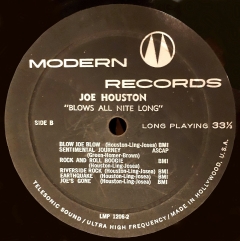 MODERN
RECORDS
JOE HOUSTON
"BLOWS ALL NITE LONG"
SIDE B
LONG PLAYING 33⅓
BLOW JOE BLOW (Houston-Ling-Josea) BMI
SENTIMENTAL JOURNEY ASCAP
(Green-Homer-Brown)
ROCK AND ROLL BOOGIE BMI
(Houston-Ling-Josea)
RIVERSIDE ROCK (Houston-Ling-Josea) BMI
EARTHQUAKE (Houston-Ling-Josea) BMI
JOE'S GONE (Houston-Ling-Josea) BMI
LMP 1206-2
TELESONIC SOUND / ULTRA HIGH FREQUENCY / MADE IN HOLLYWOOD, U.S.A.